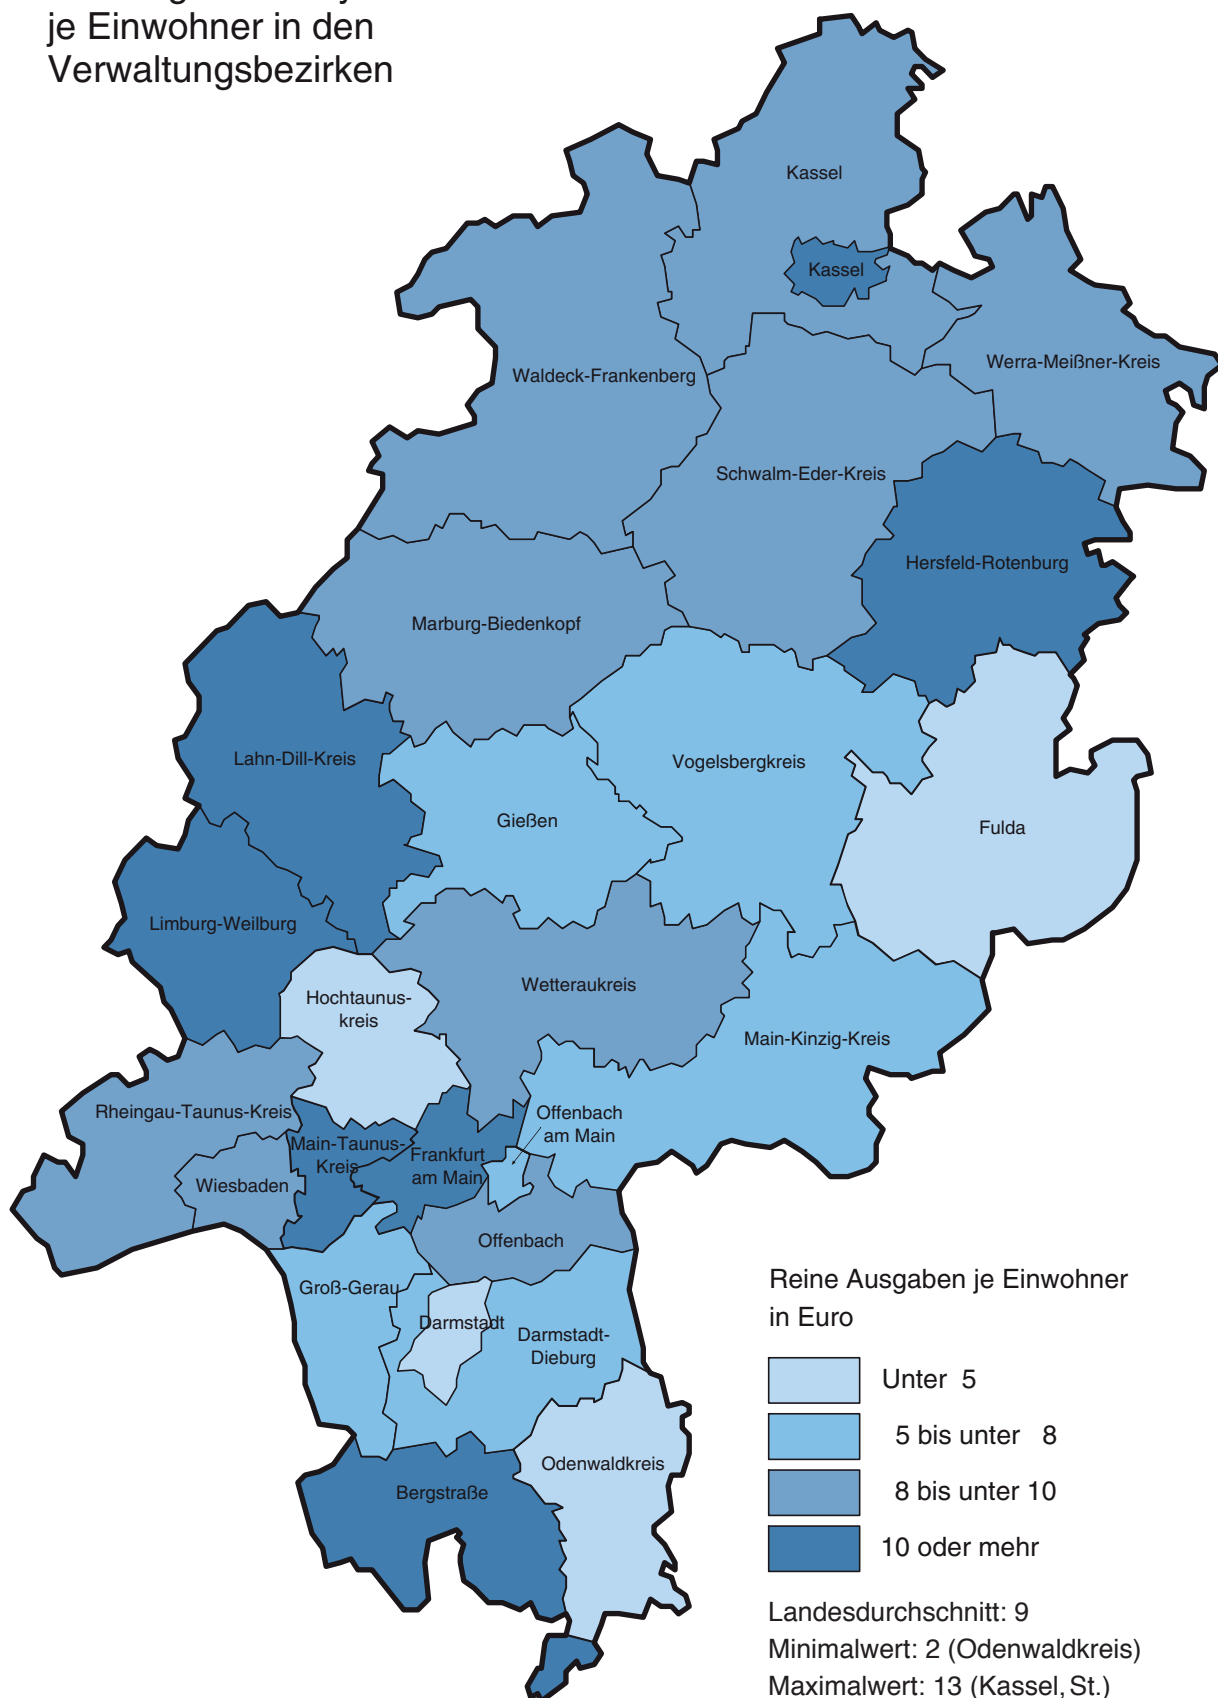 je Einwohner in den
Verwaltungsbezirken
Kassel
Kassel
Waldeck-Frankenberg
Werra-Meißner-Kreis
Schwalm-Eder-Kreis
Hersfeld-Rotenburg
Marburg-Biedenkopf
Lahn-Dill-Kreis
Vogelsbergkreis
Gießen
Fulda
Limburg-Weilburg
Wetteraukreis
Hochtaunus-
kreis
Main-Kinzig-Kreis
Rheingau-Taunus-Kreis
Offenbach
am Main
Main-Taunus-
Kreis
Frankfurt
am Main
Wiesbaden
Offenbach
Groß-Gerau
Darmstadt
Darmstadt-
Dieburg
Odenwaldkreis
Bergstraße
Reine Ausgaben je Einwohner
in Euro
Unter 5
5 bis unter 8
8 bis unter 10
10 oder mehr
Landesdurchschnitt: 9
Minimalwert: 2 (Odenwaldkreis)
Maximalwert: 13 (Kassel, St.)